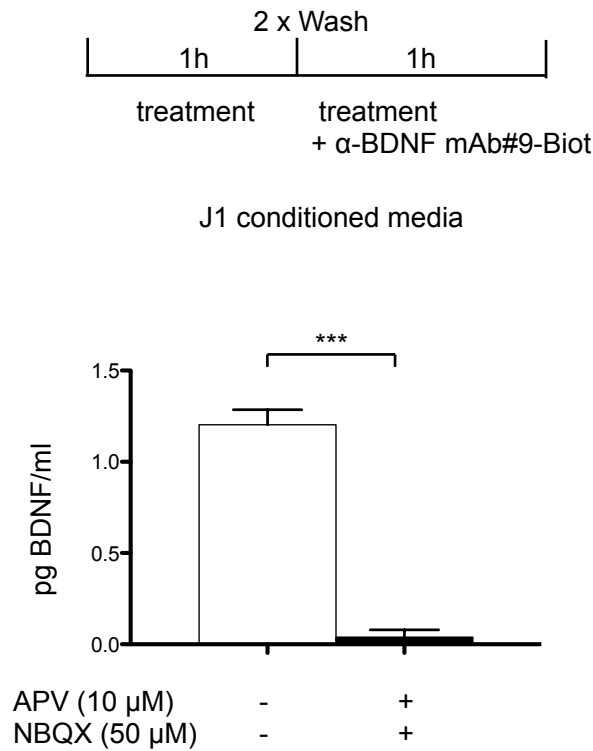 2 x Wash
1h 1h
treatment treatment
+ α-BDNF mAb#9-Biot
J1 conditioned media
***
1.5
1.0
0.5
0.0
pg BDNF/ml
APV (10 µM) - +
NBQX (50 µM) - +